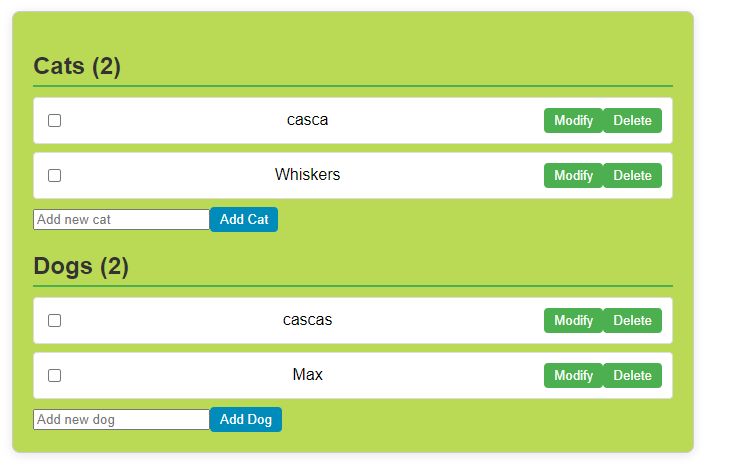 Cats (2)
casca Modify Delete
Whiskers Modify Delete
Add new cat Add Cat
Dogs (2)
cascas Modify Delete
Max Modify Delete
Add new dog Add Dog